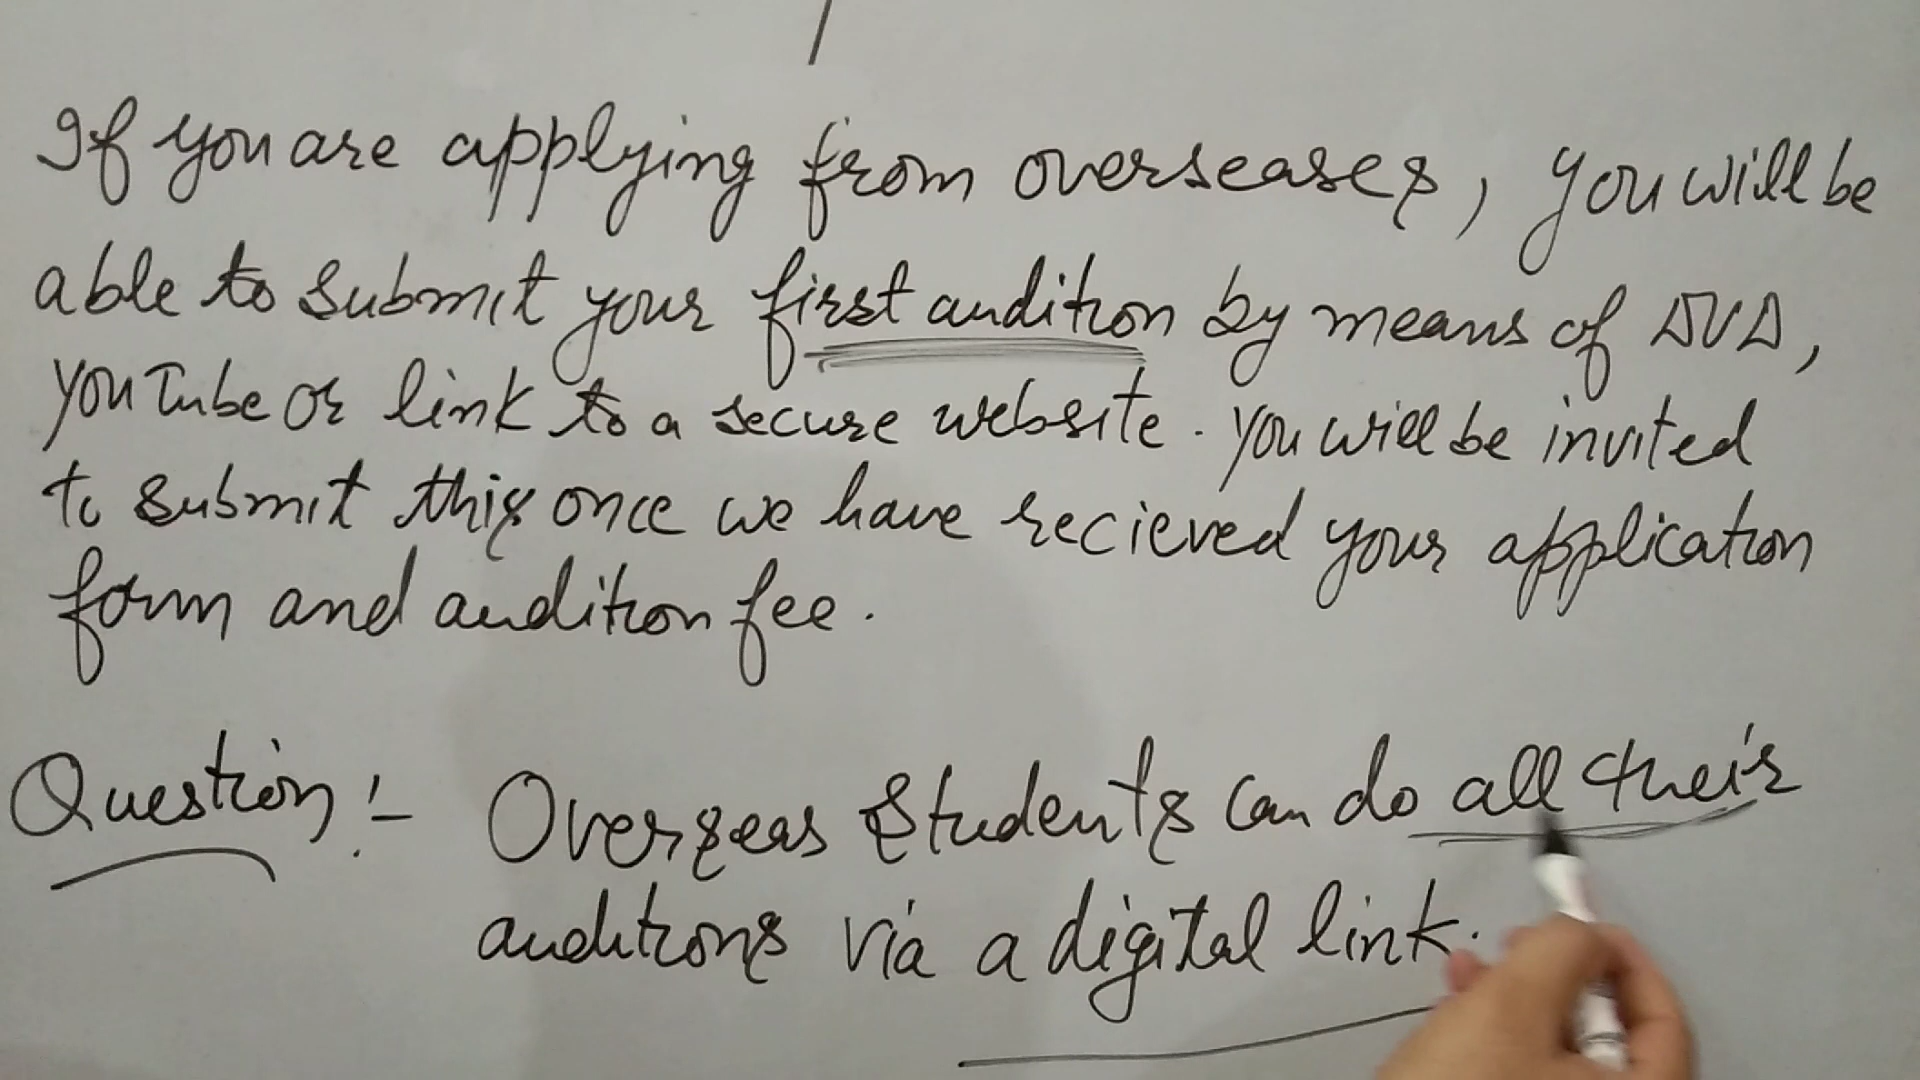 If you are applying from overseases, you will be
able to submit your first audition by means of DVD,
YouTube or link to a secure website. You will be invited
to submit this once we have recieved your application
form and audition fee.
Question:- Overseas Students can do all their
auditions via a digital link.